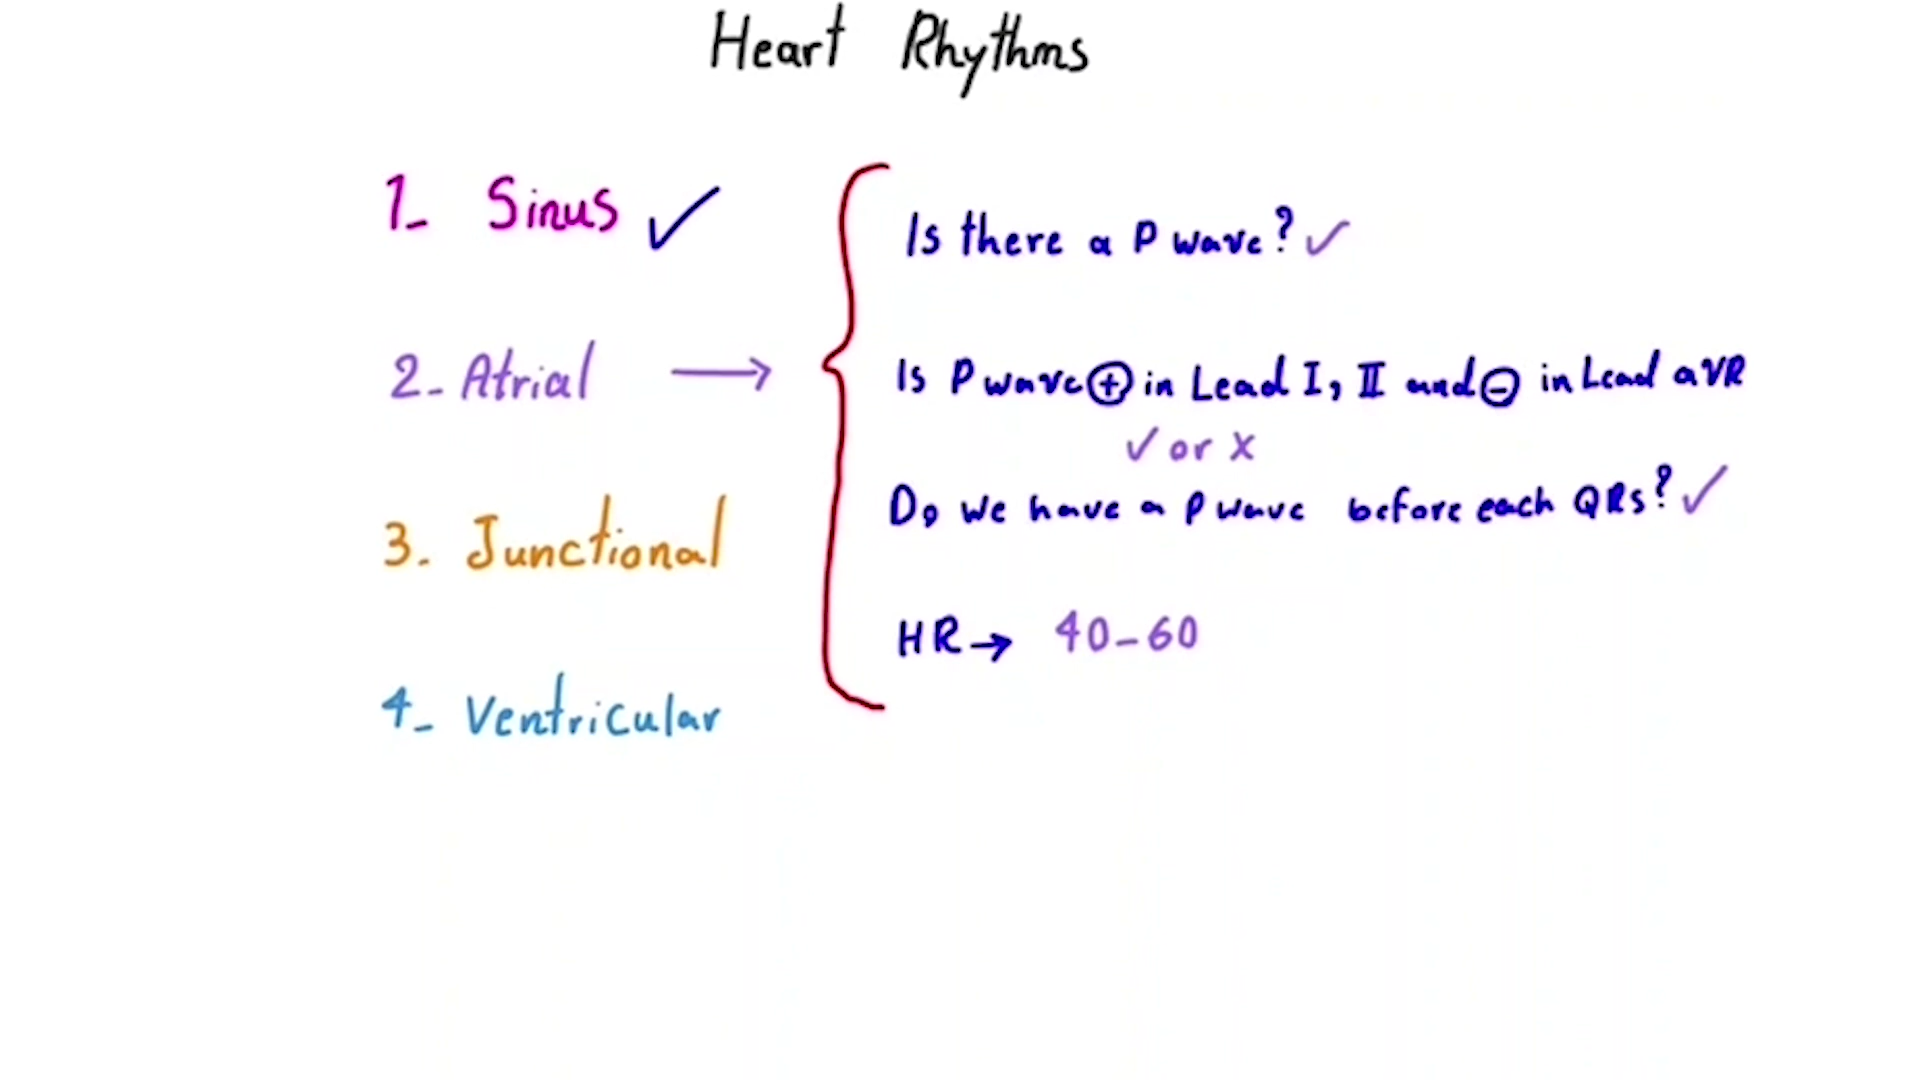 Heart Rhythms
1- Sinus ✓
2- Atrial →
3- Junctional
4- Ventricular
Is there a P wave? ✓
Is P wave ⊕ in Lead I, II and ⊖ in Lead aVR
✓ or x
Do we have a P wave before each QRS? ✓
HR → 40-60